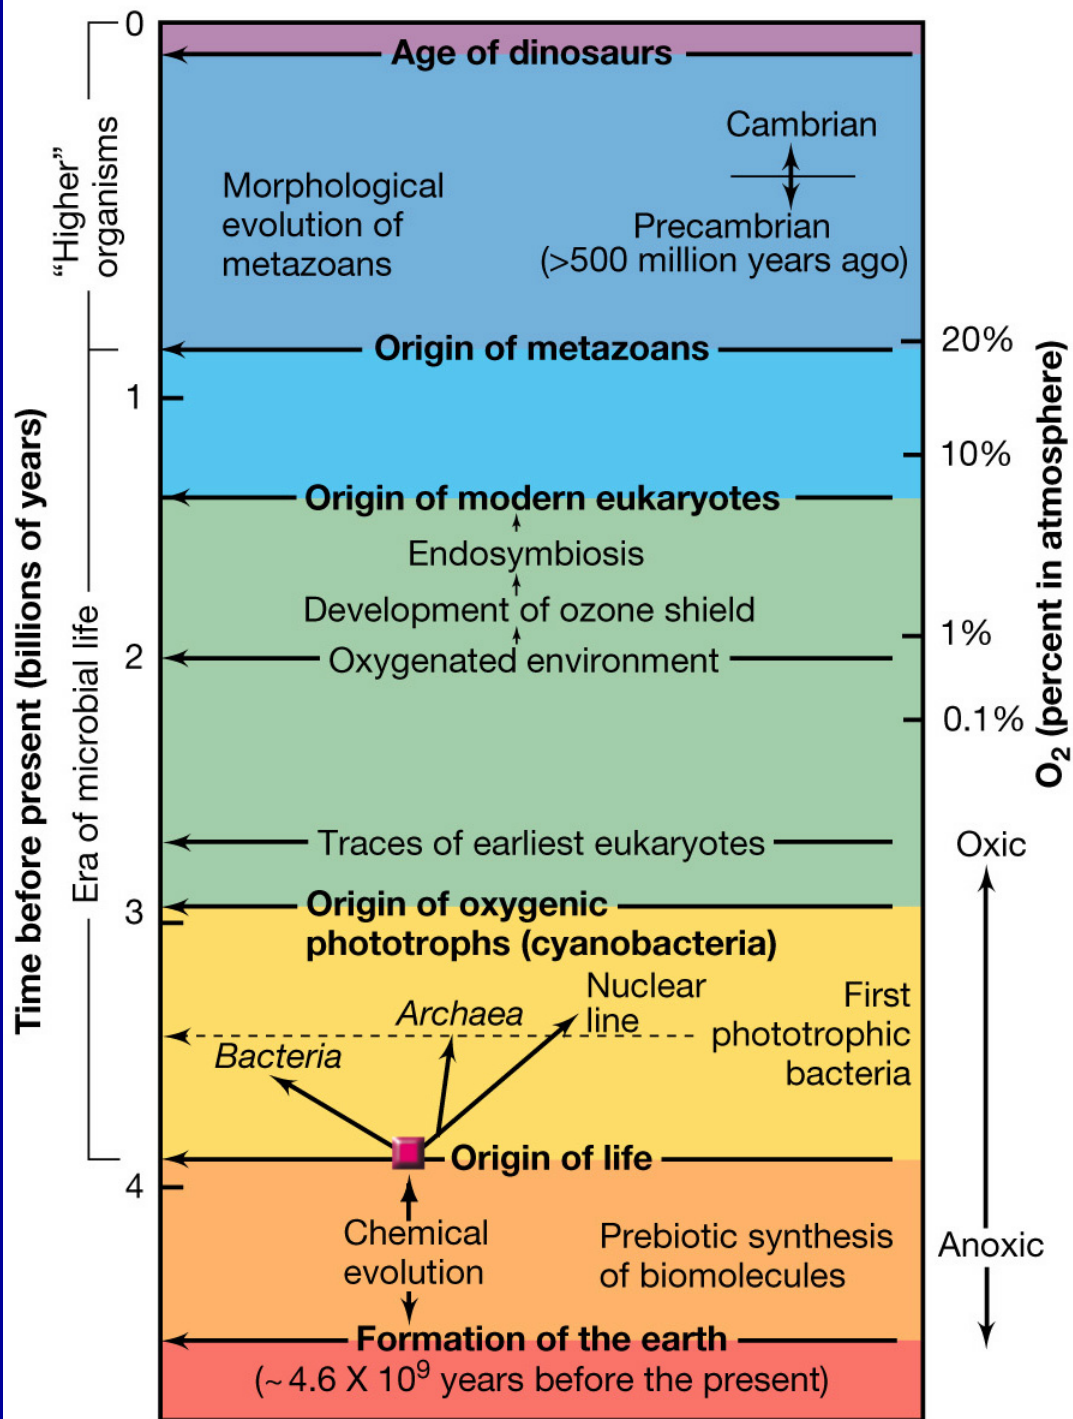 0
Age of dinosaurs
Cambrian
Morphological
evolution of
metazoans
Precambrian
(>500 million years ago)
"Higher"
organisms
Origin of metazoans
20%
1
10%
Origin of modern eukaryotes
Endosymbiosis
Development of ozone shield
1%
2
Oxygenated environment
0.1%
Time before present (billions of years)
Era of microbial life
O₂ (percent in atmosphere)
Traces of earliest eukaryotes
Oxic
3
Origin of oxygenic
phototrophs (cyanobacteria)
Nuclear
line
Archaea
Bacteria
First
phototrophic
bacteria
Origin of life
4
Chemical
evolution
Prebiotic synthesis
of biomolecules
Anoxic
Formation of the earth
(~4.6 X 10⁹ years before the present)